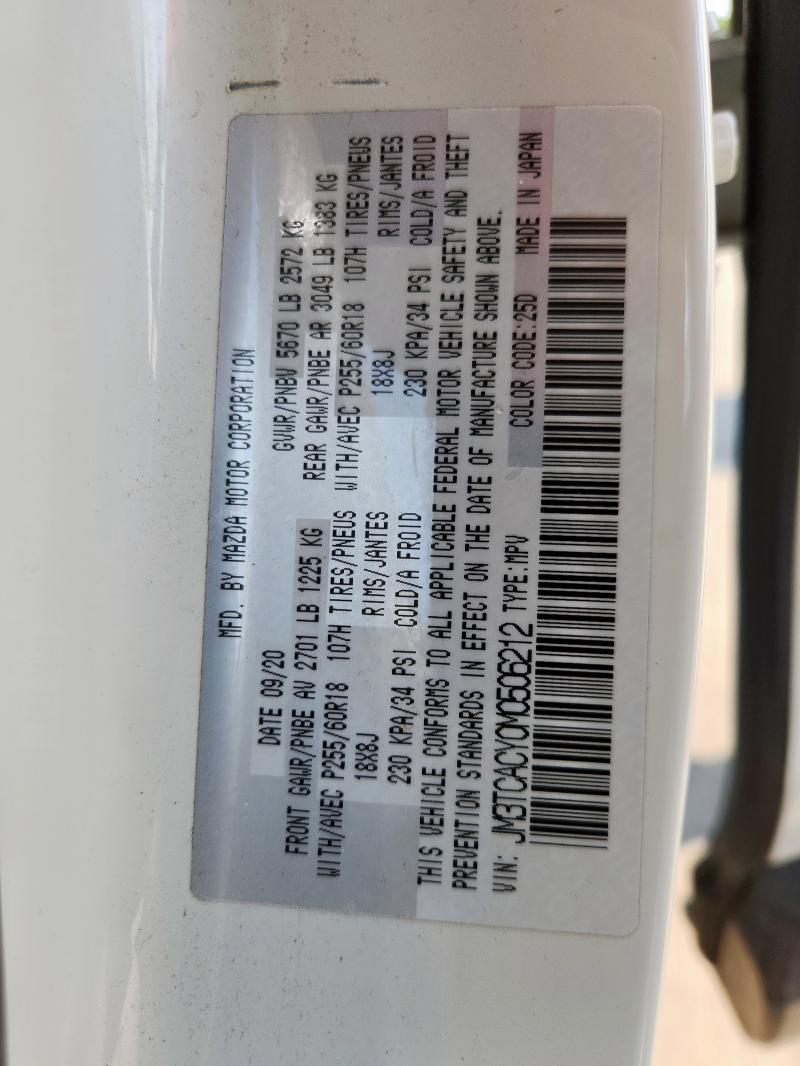 MFD. BY MAZDA MOTOR CORPORATION
DATE 09/20 GVWR/PNBV 5670 LB 2572 KG
FRONT GAWR/PNBE AV 2701 LB 1225 KG REAR GAWR/PNBE AR 3049 LB 1383 KG
WITH/AVEC P255/60R18 107H TIRES/PNEUS WITH/AVEC P255/60R18 107H TIRES/PNEUS
18X8J RIMS/JANTES 18X8J RIMS/JANTES
230 KPA/34 PSI COLD/A FROID 230 KPA/34 PSI COLD/A FROID
THIS VEHICLE CONFORMS TO ALL APPLICABLE FEDERAL MOTOR VEHICLE SAFETY AND THEFT
PREVENTION STANDARDS IN EFFECT ON THE DATE OF MANUFACTURE SHOWN ABOVE.
VIN: JM3TCACY0M0506212 TYPE:MPV COLOR CODE:25D MADE IN JAPAN